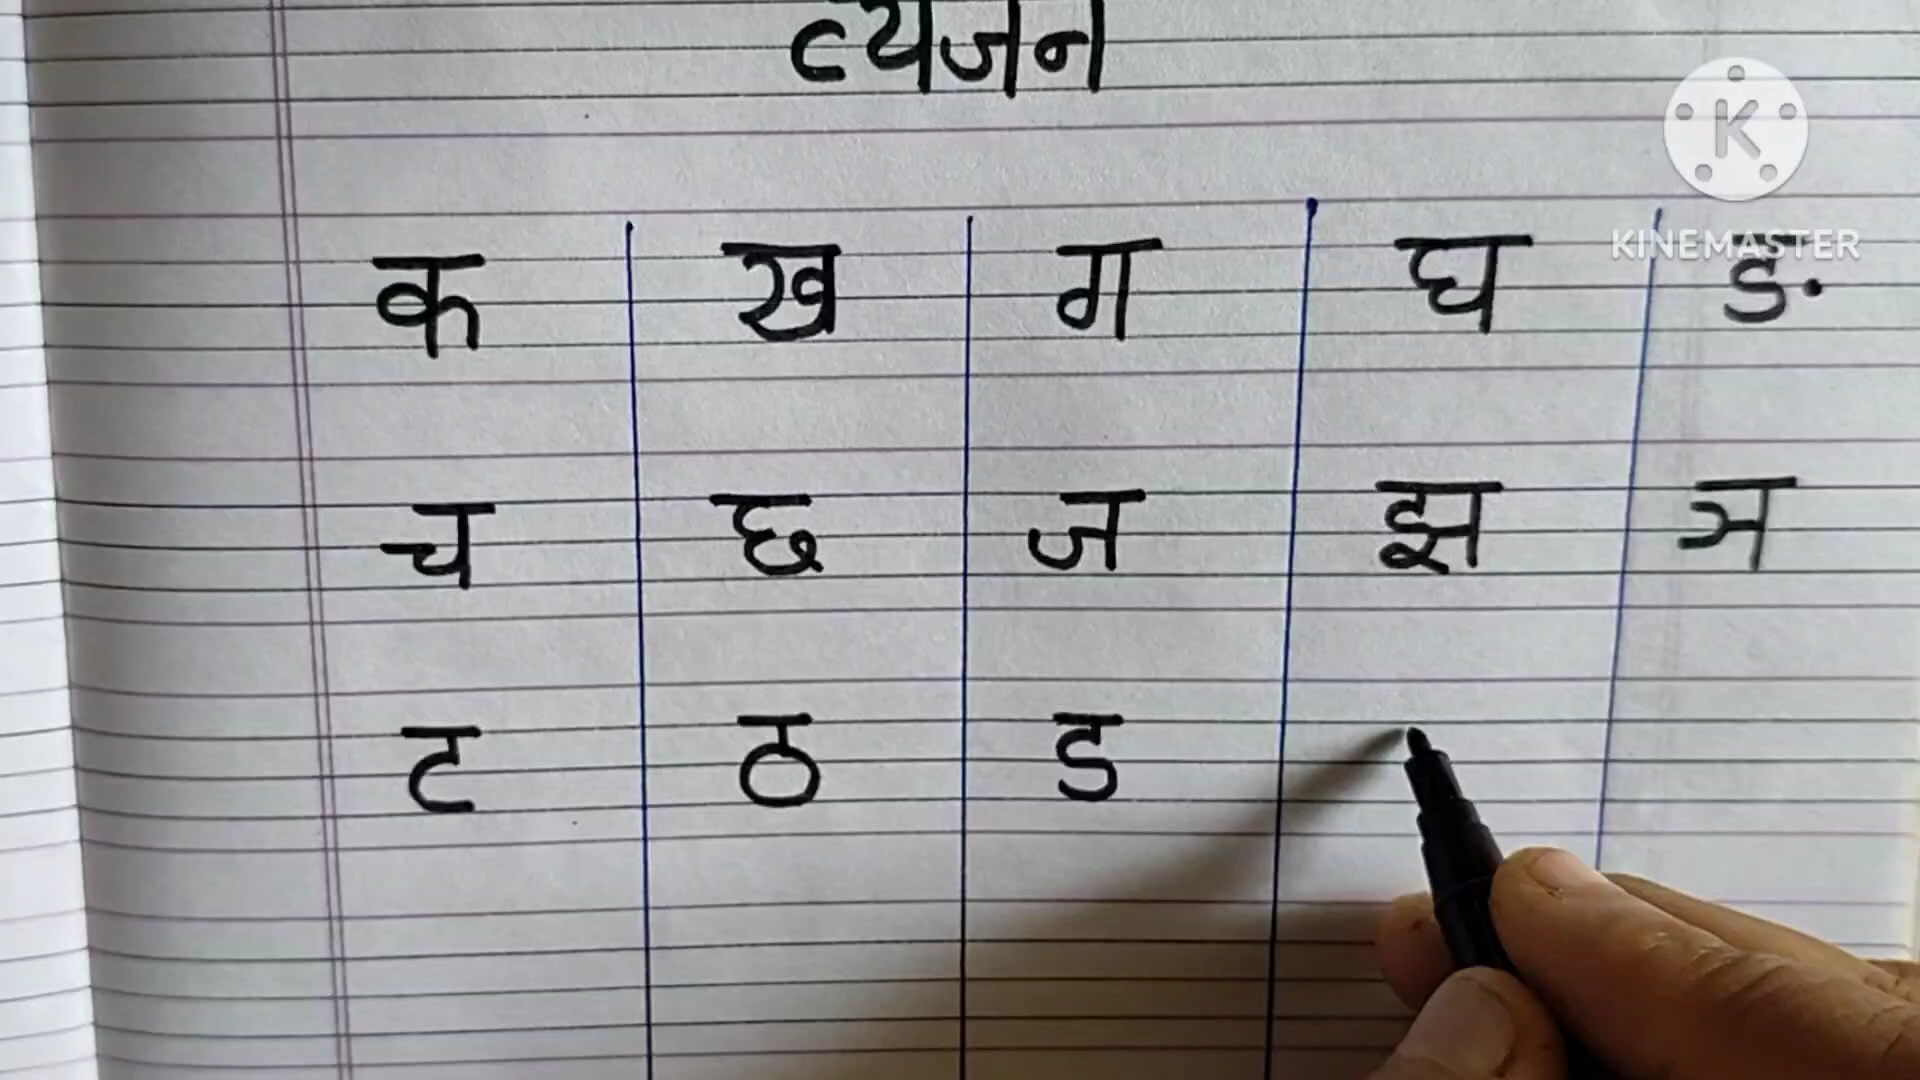 व्यंजन
K
KINEMASTER
क ख ग घ ङ
च छ ज झ ञ
ट ठ ड